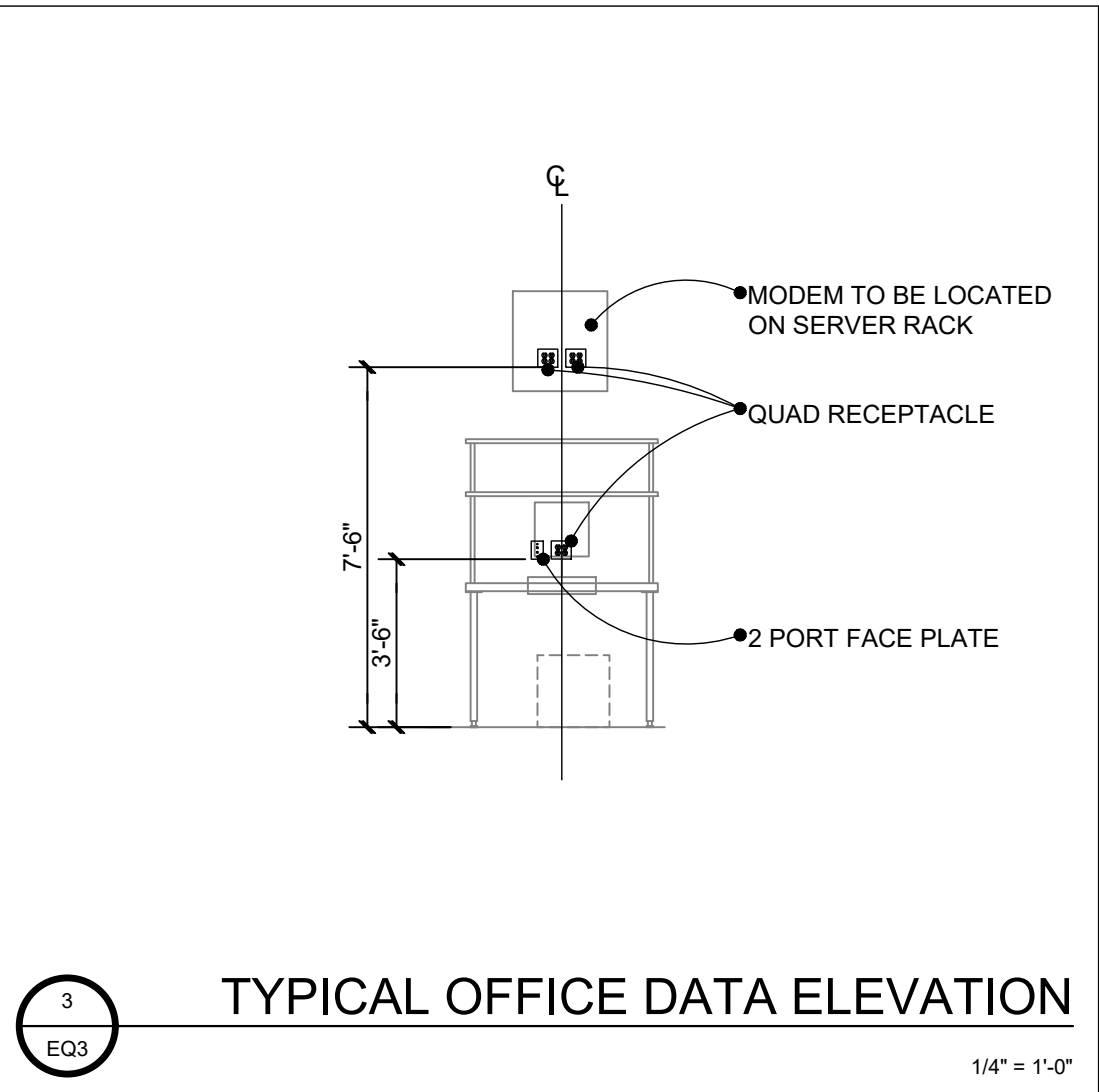 ℄
MODEM TO BE LOCATED
ON SERVER RACK
QUAD RECEPTACLE
7'-6"
3'-6"
2 PORT FACE PLATE
3
EQ3
TYPICAL OFFICE DATA ELEVATION
1/4" = 1'-0"